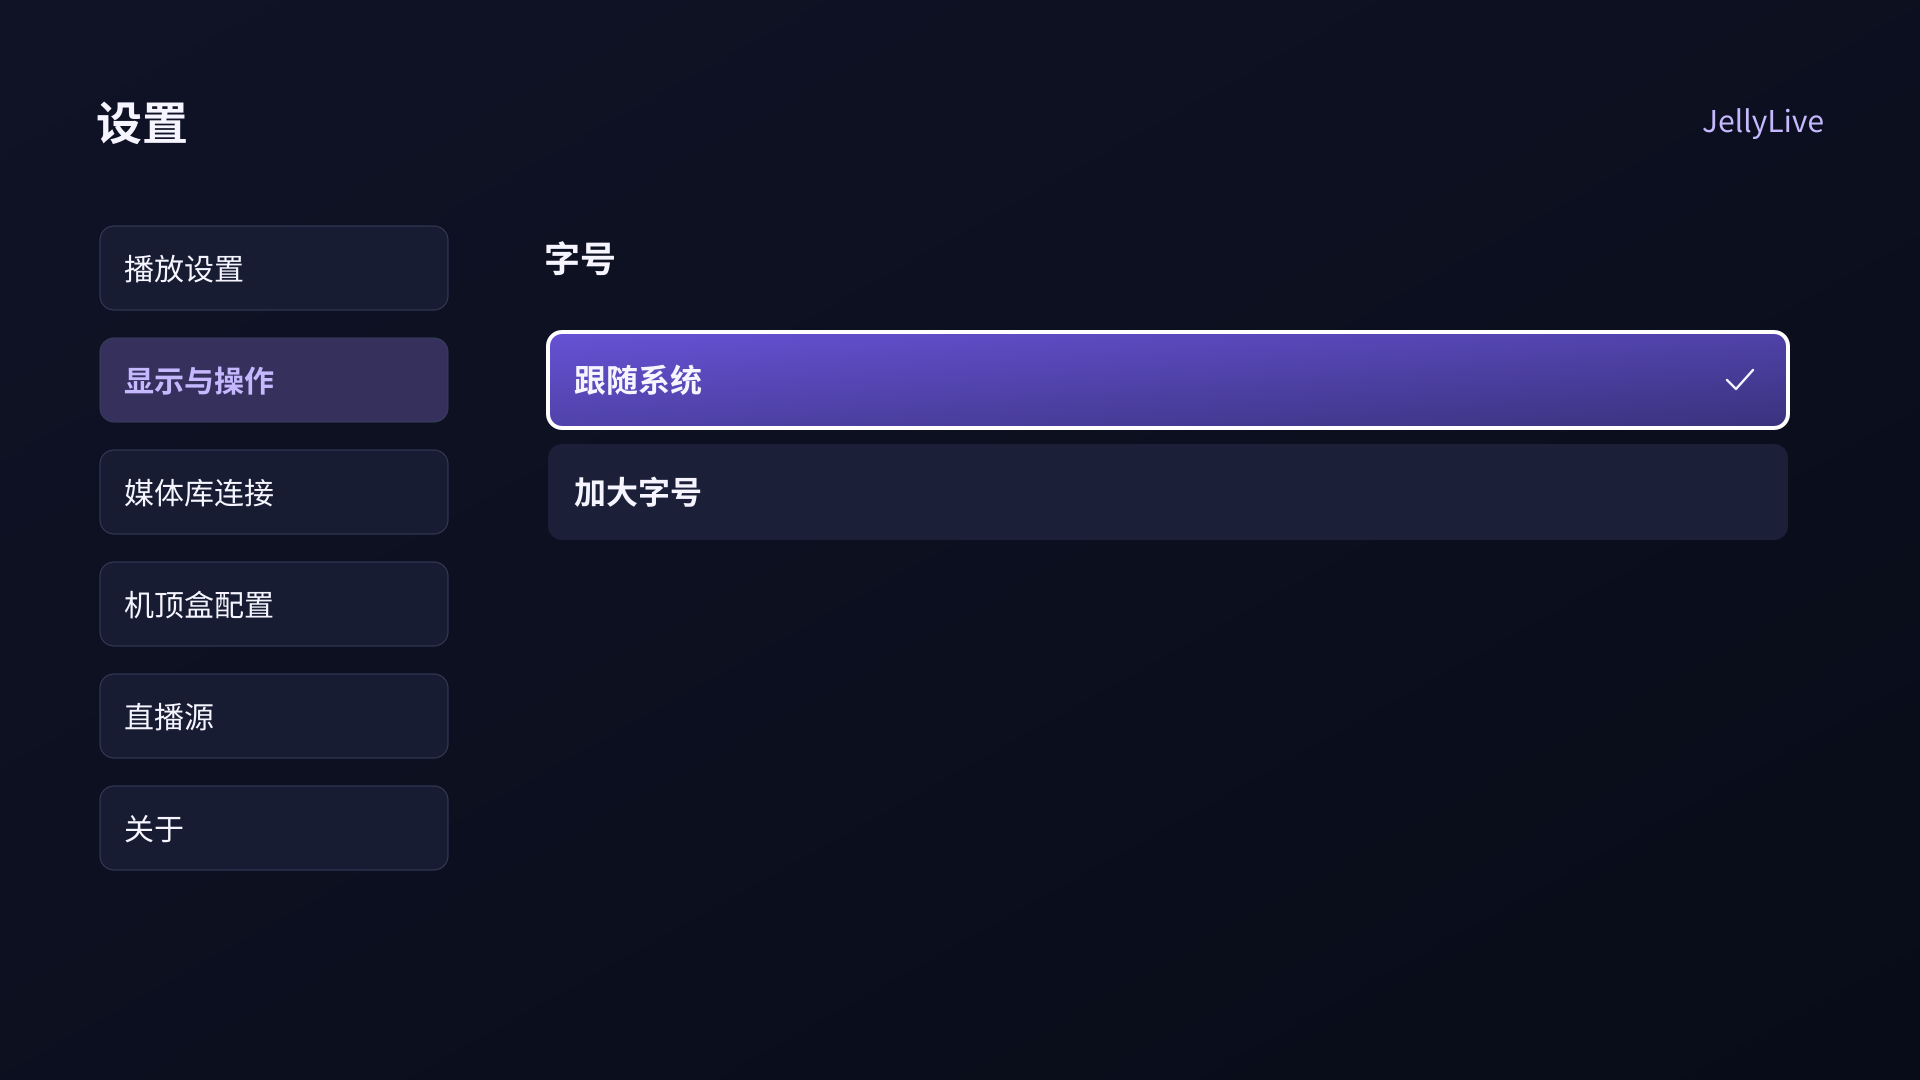 设置
JellyLive
播放设置
显示与操作
媒体库连接
机顶盒配置
直播源
关于
字号
跟随系统
加大字号